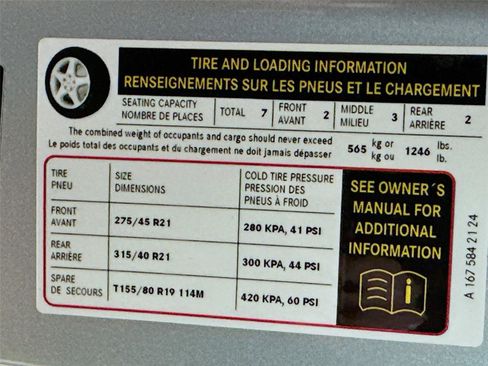 TIRE AND LOADING INFORMATION
RENSEIGNEMENTS SUR LES PNEUS ET LE CHARGEMENT
SEATING CAPACITY
NOMBRE DE PLACES
TOTAL 7
FRONT
AVANT
2
MIDDLE
MILIEU
3
REAR
ARRIÈRE
2
The combined weight of occupants and cargo should never exceed
Le poids total des occupants et du chargement ne doit jamais dépasser
565
kg or
kg ou
1246
lbs.
lb.
TIRE
PNEU
SIZE
DIMENSIONS
COLD TIRE PRESSURE
PRESSION DES
PNEUS À FROID
FRONT
AVANT
275/45 R21
280 KPA, 41 PSI
REAR
ARRIÈRE
315/40 R21
300 KPA, 44 PSI
SPARE
DE SECOURS
T155/80 R19 114M
420 KPA, 60 PSI
SEE OWNER´S
MANUAL FOR
ADDITIONAL
INFORMATION
i
A 167 584 21 24